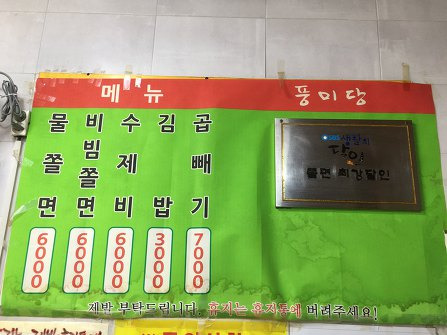 메뉴
풍미당
물쫄면
비빔쫄면
수제비
김밥
곱빼기
6000
6000
6000
3000
7000
달인
쫄면 최강달인
제발 부탁드립니다. 휴지는 휴지통에 버려주세요!